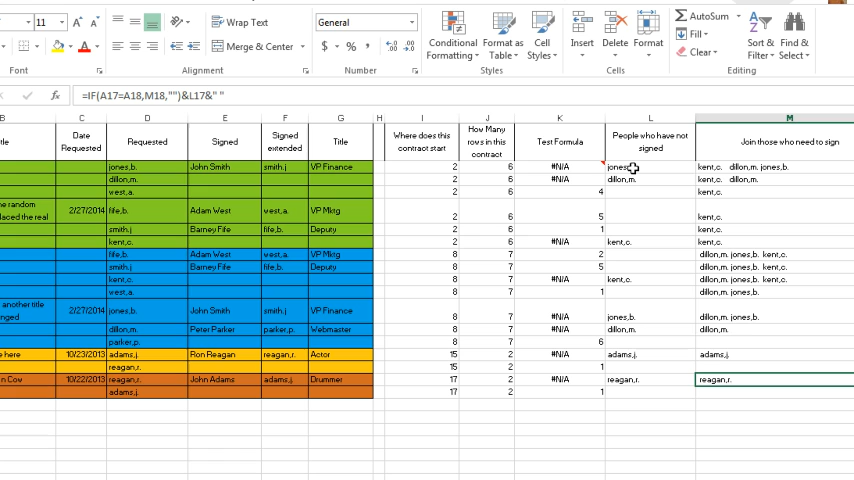 11 A A Wrap Text General AutoSum
Merge & Center $ % , Conditional Formatting Format as Table Cell Styles Insert Delete Format Fill Clear Sort & Filter Find & Select
Font Alignment Number Styles Cells Editing
fx =IF(A17=A18,M18,"")&L17&" "
B C D E F G H I J K L M
tle Date Requested Requested Signed Signed extended Title Where does this contract start How Many rows in this contract Test Formula People who have not signed Join those who need to sign
jones,b. John Smith smith.j VP Finance 2 6 #N/A jones kent,c. dillon,m. jones,b.
dillon,m. 2 6 #N/A dillon,m. kent,c. dillon,m.
west,a. 2 6 4 kent,c.
he random laced the real 2/27/2014 fife,b. Adam West west,a. VP Mktg 2 6 5 kent,c.
smith.j Barney Fife fife,b. Deputy 2 6 1 kent,c.
kent,c. 2 6 #N/A kent,c. kent,c.
fife,b. Adam West west,a. VP Mktg 8 7 2 dillon,m. jones,b. kent,c.
smith.j Barney Fife fife,b. Deputy 8 7 5 dillon,m. jones,b. kent,c.
kent,c. 8 7 #N/A kent,c. dillon,m. jones,b. kent,c.
west,a. 8 7 1 dillon,m. jones,b.
another title nged 2/27/2014 jones,b. John Smith smith.j VP Finance 8 7 #N/A jones,b. dillon,m. jones,b.
dillon,m. Peter Parker parker,p. Webmaster 8 7 #N/A dillon,m. dillon,m.
parker,m. 8 7 6
e here 10/23/2013 adams,j. Ron Reagan reagan,r. Actor 15 2 #N/A adams,j. adams,j.
reagan,r. 15 2 1
n Cov 10/22/2013 reagan,r. John Adams adams,j. Drummer 17 2 #N/A reagan,r. reagan,r.
adams,j. 17 2 1